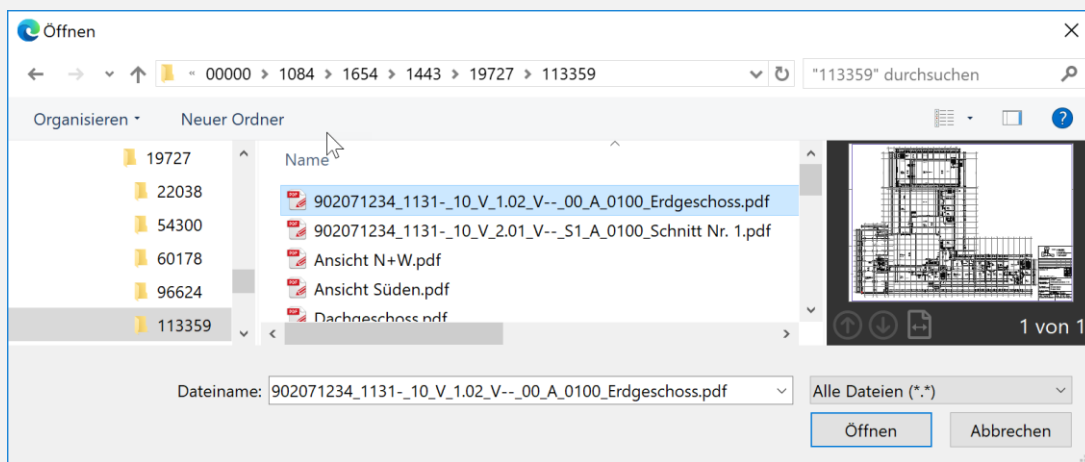 Öffnen
« 00000 > 1084 > 1654 > 1443 > 19727 > 113359
"113359" durchsuchen
Organisieren
Neuer Ordner
19727
22038
54300
60178
96624
113359
Name
902071234_1131-_10_V_1.02_V--_00_A_0100_Erdgeschoss.pdf
902071234_1131-_10_V_2.01_V--_S1_A_0100_Schnitt Nr. 1.pdf
Ansicht N+W.pdf
Ansicht Süden.pdf
Dachgeschoss.pdf
1 von 1
Dateiname: 902071234_1131-_10_V_1.02_V--_00_A_0100_Erdgeschoss.pdf
Alle Dateien (*.*)
Öffnen
Abbrechen